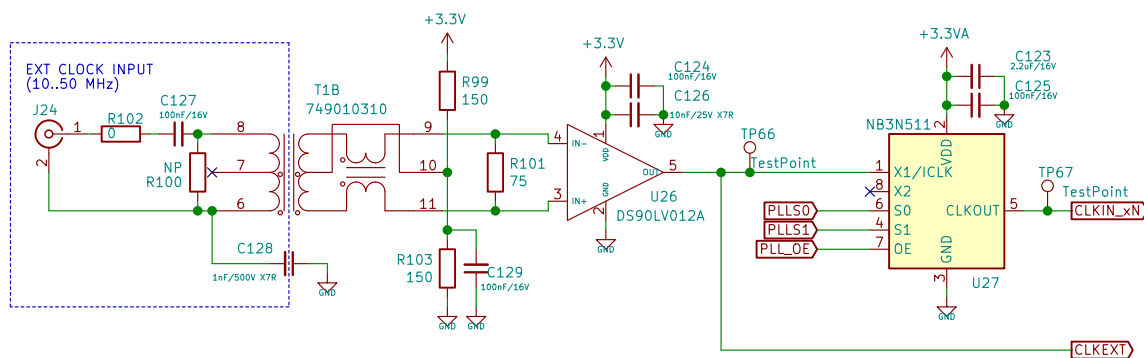 EXT CLOCK INPUT
(10..50 MHz)
J24
1
2
R102
0
C127
100nF/16V
NP
R100
8
7
6
C128
1nF/500V X7R
GND
T1B
749010310
9
10
11
+3.3V
R99
150
R101
75
R103
150
C129
100nF/16V
GND
GND
+3.3V
C124
100nF/16V
C126
10nF/25V X7R
GND
4
IN-
3
IN+
1
VDD
GND
2
OUT
5
U26
DS90LV012A
GND
TP66
TestPoint
+3.3VA
C123
2.2uF/16V
C125
100nF/16V
GND
NB3N511
2
VDD
1
X1/ICLK
8
X2
6
S0
4
S1
7
OE
CLKOUT
5
GND
3
U27
GND
PLLS0
PLLS1
PLL_OE
TP67
TestPoint
CLKIN_xN
CLKEXT